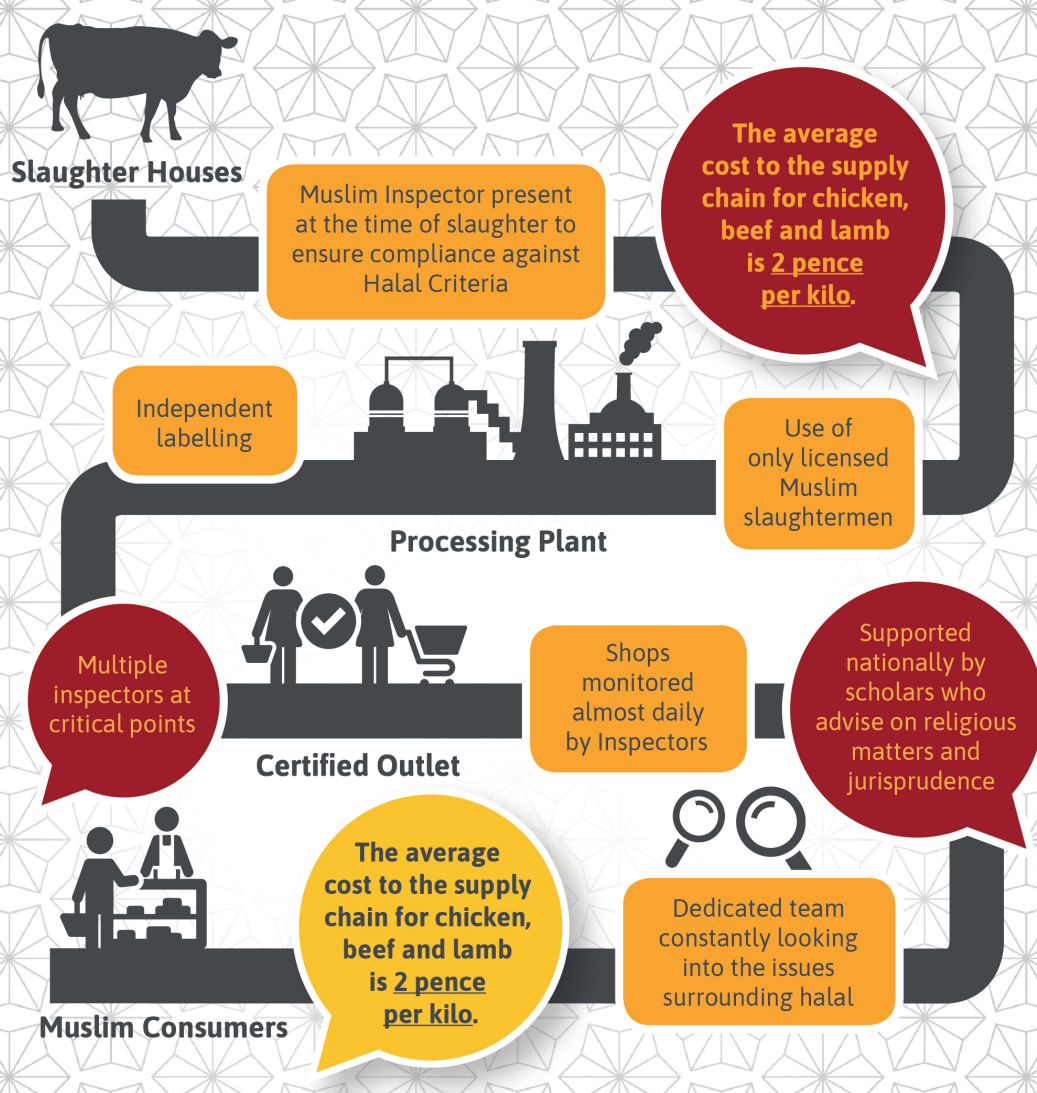 Slaughter Houses
Muslim Inspector present
at the time of slaughter to
ensure compliance against
Halal Criteria
The average
cost to the supply
chain for chicken,
beef and lamb
is 2 pence
per kilo.
Independent
labelling
Use of
only licensed
Muslim
slaughtermen
Processing Plant
Multiple
inspectors at
critical points
Shops
monitored
almost daily
by Inspectors
Supported
nationally by
scholars who
advise on religious
matters and
jurisprudence
Certified Outlet
The average
cost to the supply
chain for chicken,
beef and lamb
is 2 pence
per kilo.
Dedicated team
constantly looking
into the issues
surrounding halal
Muslim Consumers